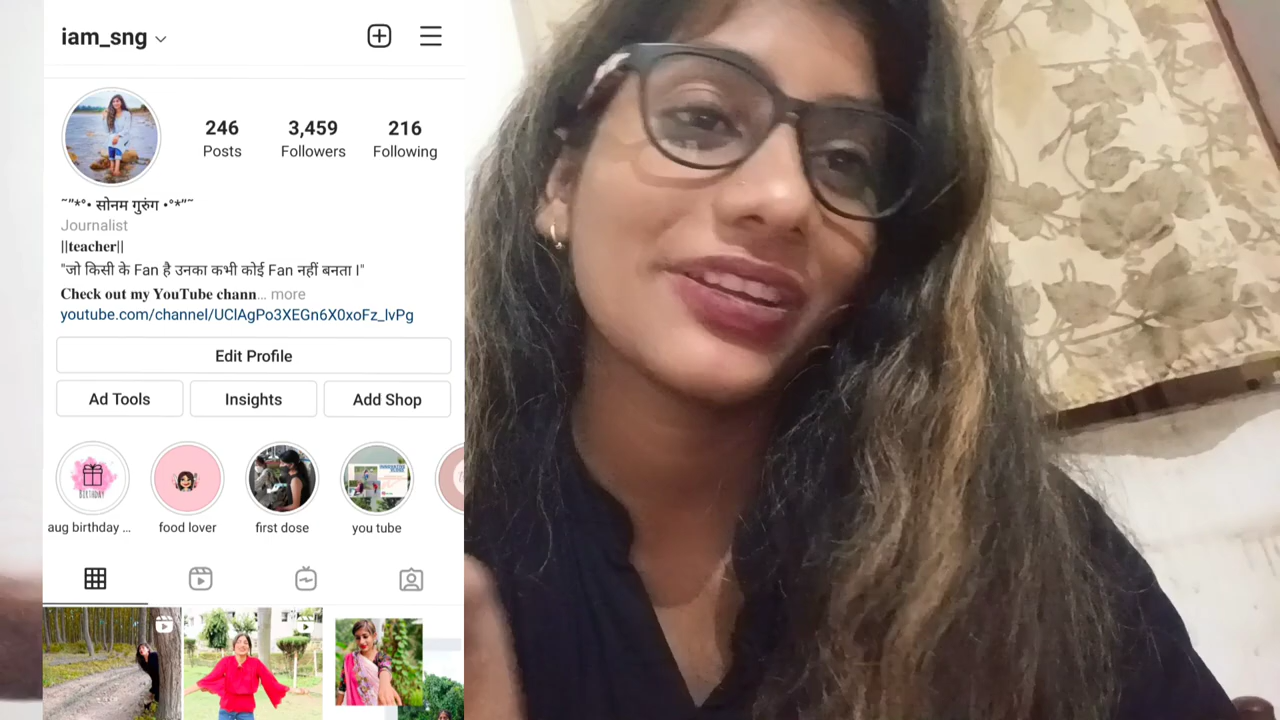 iam_sng
246 3,459 216
Posts Followers Following
~"*°• सोनम गुरुंग •°*"~
Journalist
||teacher||
"जो किसी के Fan है उनका कभी कोई Fan नहीं बनता।"
Check out my YouTube chann... more
youtube.com/channel/UClAgPo3XEGn6X0xoFz_lvPg
Edit Profile
Ad Tools Insights Add Shop
BIRTHDAY
aug birthday ... food lover first dose you tube